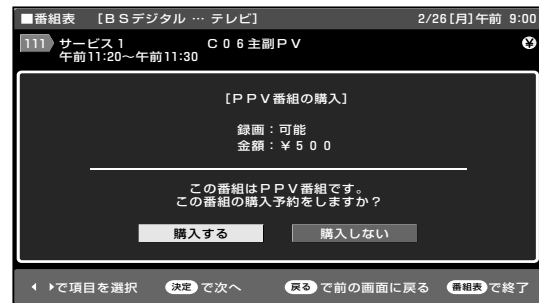 ■番組表 [BSデジタル … テレビ] 2/26[月]午前 9:00
111 サービス1 C06主副PV ¥
午前11:20～午前11:30
[PPV番組の購入]
録画：可能
金額：¥500
この番組はPPV番組です。
この番組の購入予約をしますか？
購入する 購入しない
で項目を選択 決定 で次へ 戻る で前の画面に戻る 番組表 で終了